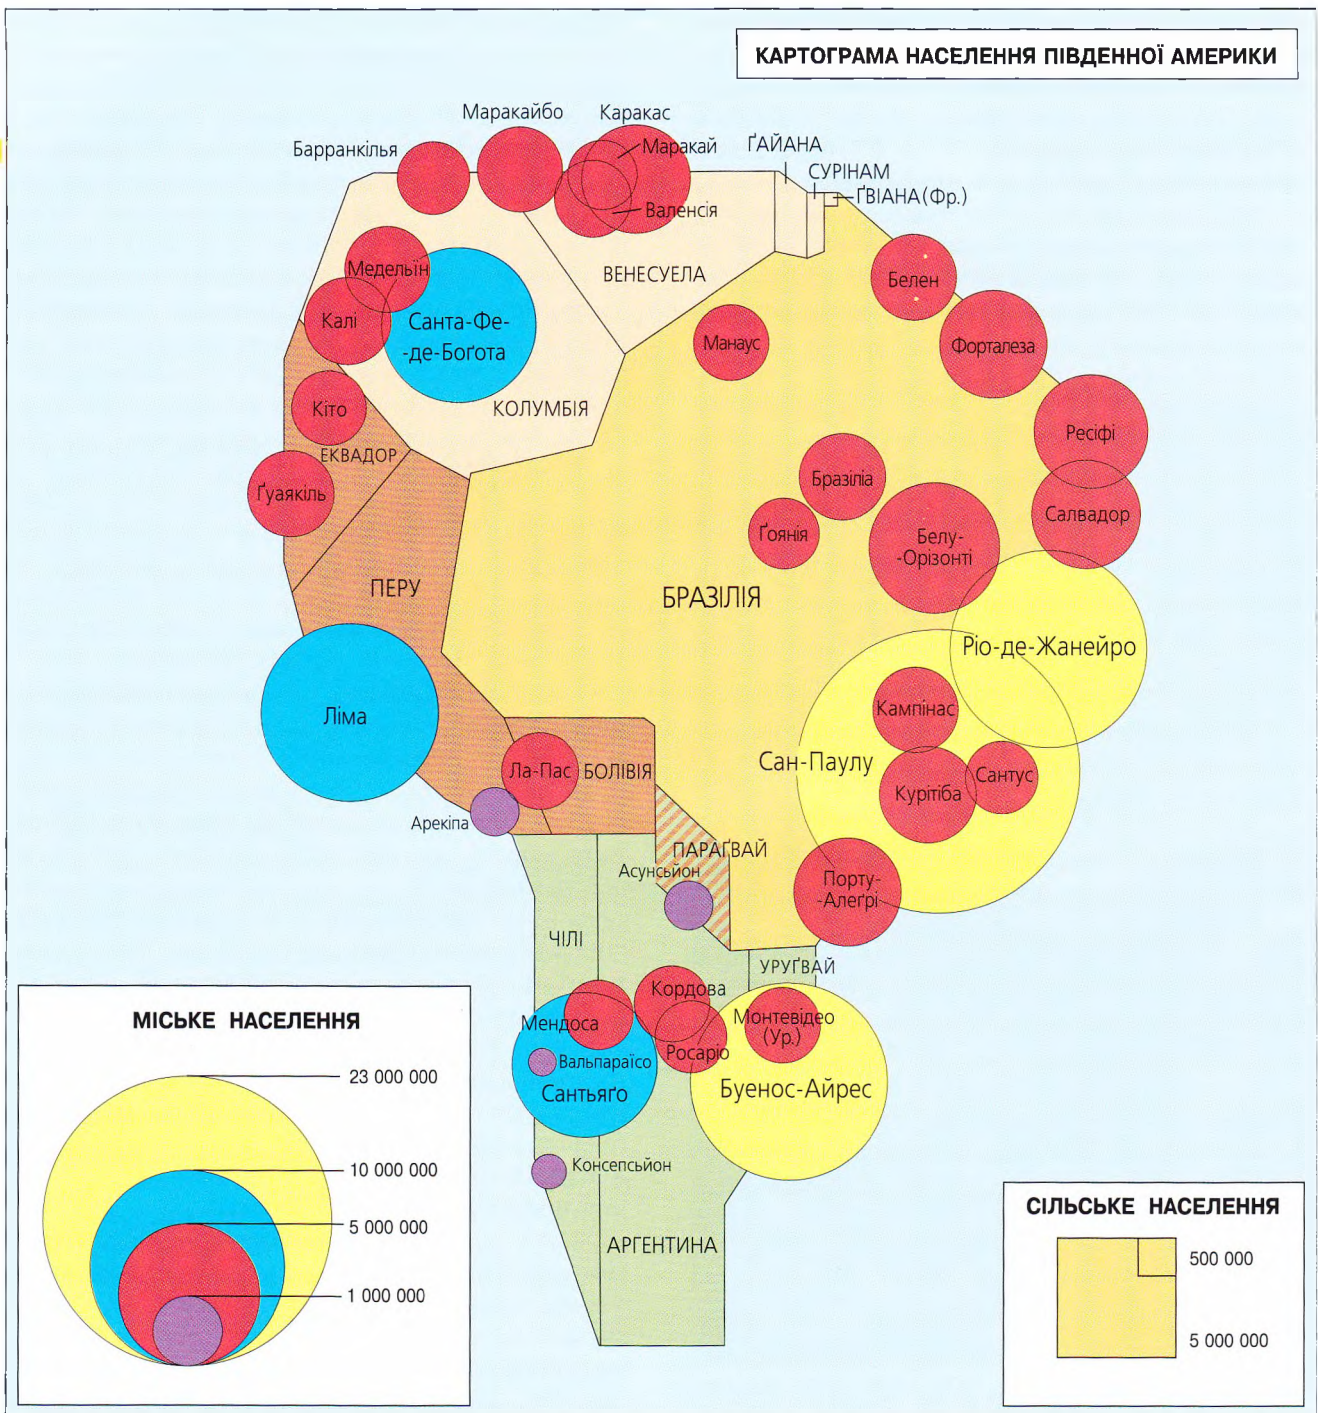 КАРТОГРАМА НАСЕЛЕННЯ ПІВДЕННОЇ АМЕРИКИ
Маракайбо
Каракас
Барранкілья
Маракай
ҐАЙАНА
СУРІНАМ
ҐВІАНА (Фр.)
Валенсія
Медельїн
ВЕНЕСУЕЛА
Белен
Калі
Санта-Фе-
-де-Боґота
Манаус
Форталеза
Кіто
КОЛУМБІЯ
Ресіфі
ЕКВАДОР
Ґуаякіль
Бразіліа
Салвадор
Ґоянія
Белу-
-Орізонті
ПЕРУ
БРАЗІЛІЯ
Ріо-де-Жанейро
Ліма
Кампінас
Сан-Паулу
Ла-Пас
БОЛІВІЯ
Сантус
Курітіба
Арекіпа
ПАРАҐВАЙ
Асунсьйон
Порту-
-Алеґрі
ЧІЛІ
УРУҐВАЙ
Кордова
Мендоса
Монтевідео
(Ур.)
Росаріо
Вальпараїсо
Сантьяґо
Буенос-Айрес
Консепсьйон
АРГЕНТИНА
МІСЬКЕ НАСЕЛЕННЯ
23 000 000
10 000 000
5 000 000
1 000 000
СІЛЬСЬКЕ НАСЕЛЕННЯ
500 000
5 000 000